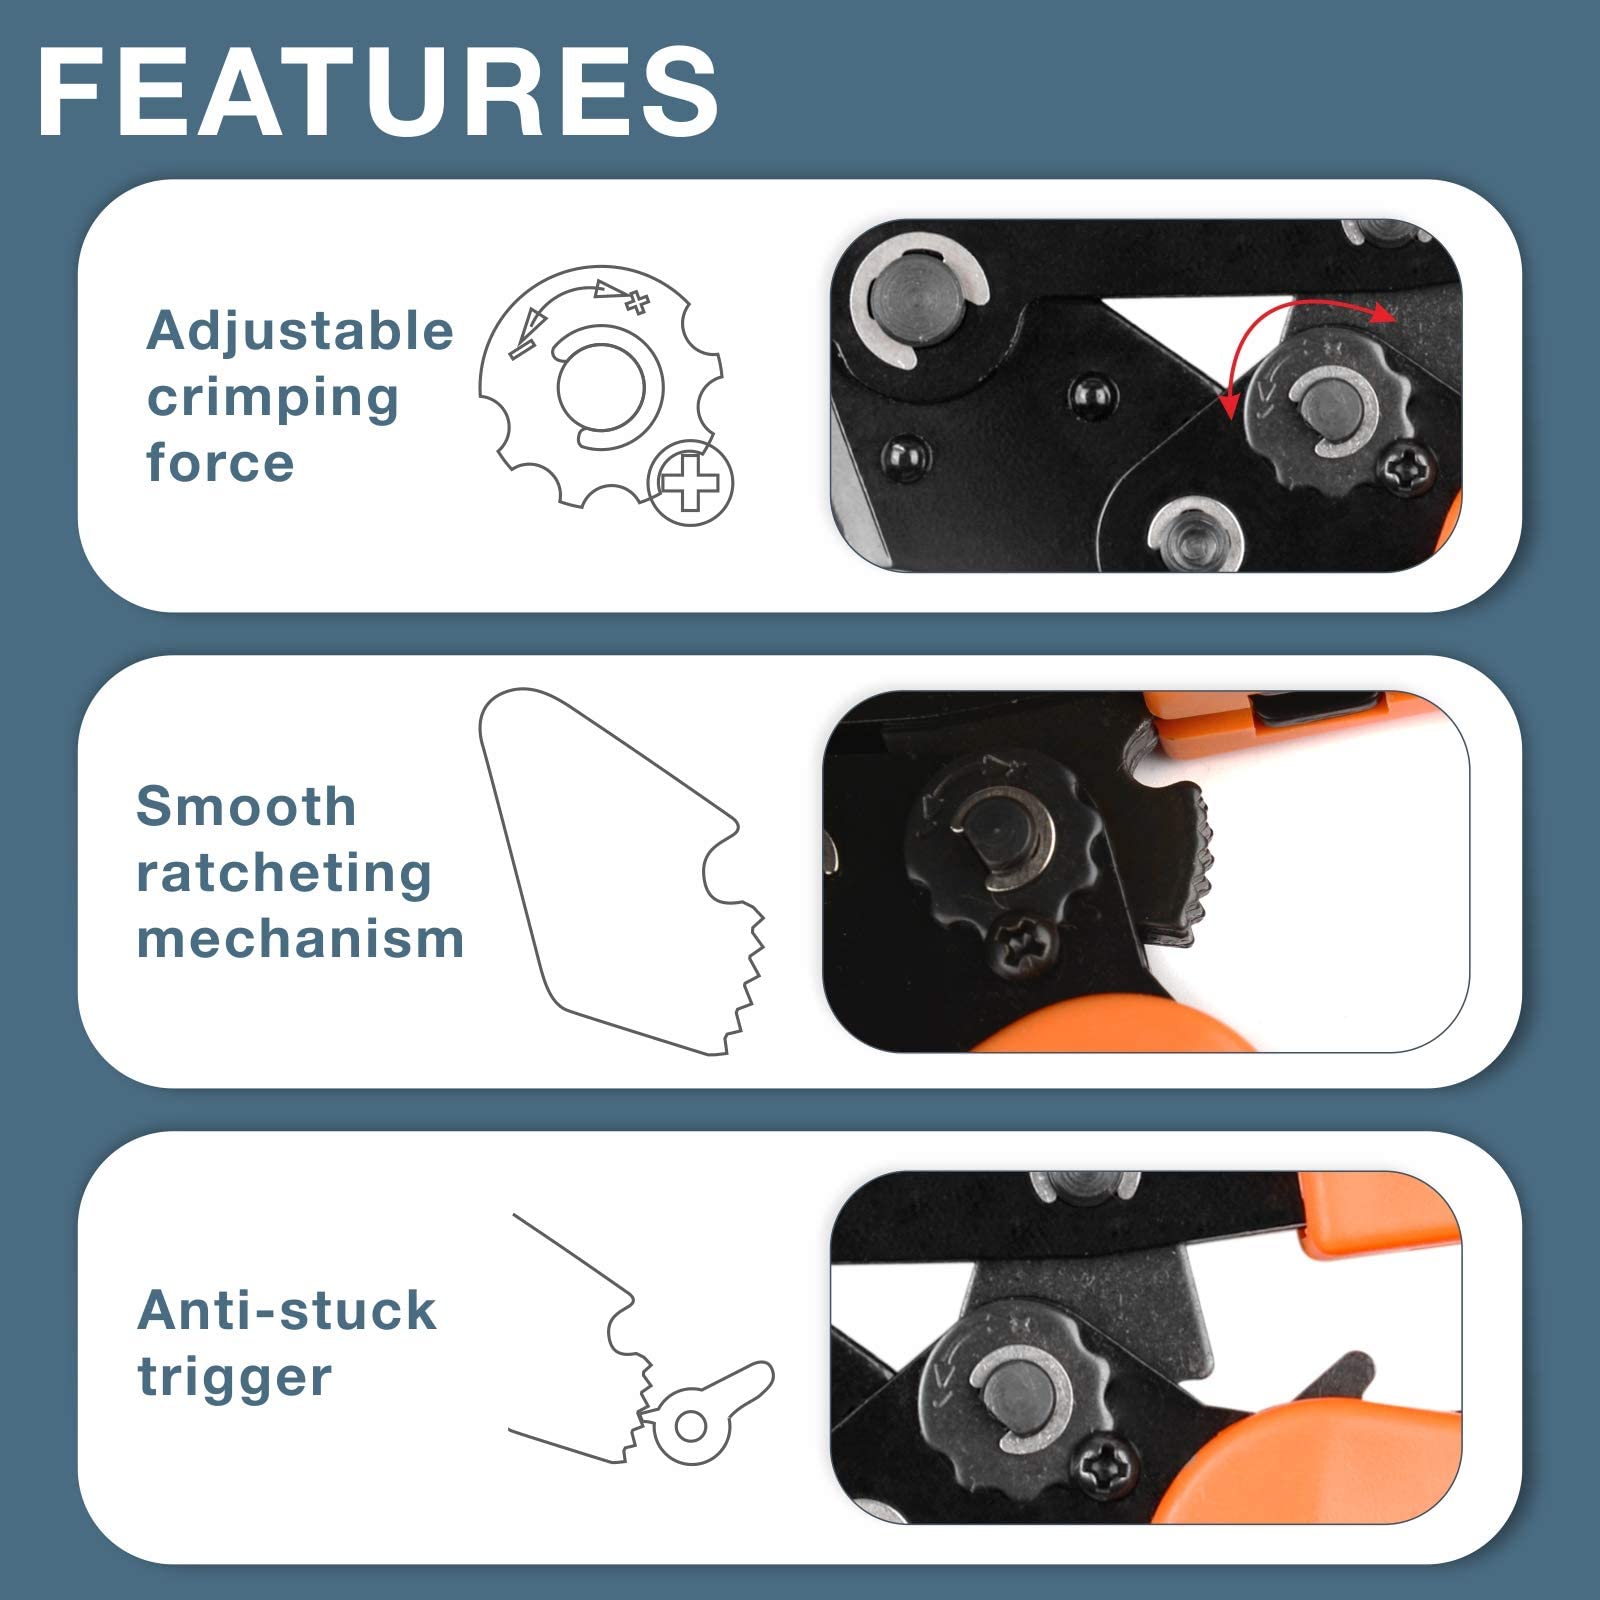 FEATURES
Adjustable
crimping
force
Smooth
ratcheting
mechanism
Anti-stuck
trigger